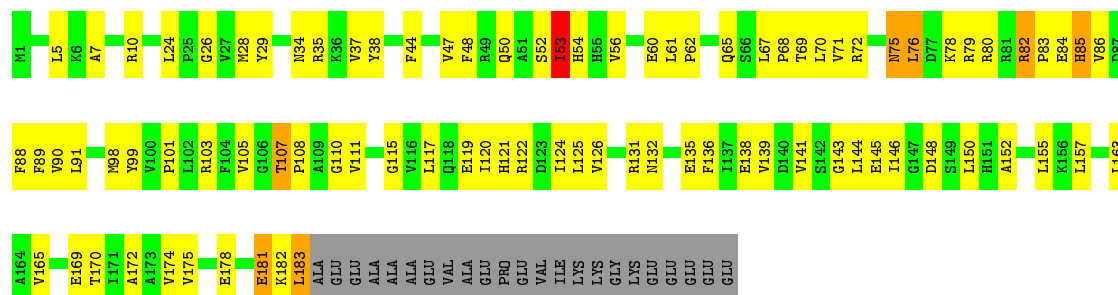 M1 L5 K6 A7 R10 L24 P25 G26 V27 M28 Y29 N34 R35 K36 V37 Y38 F44 V47 F48 R49 Q50 A51 S52 I53 H54 H55 V56 E60 L61 P62 Q65 S66 L67 P68 T69 L70 V71 R72 N75 L76 D77 K78 R79 R80 R81 R82 P83 E84 H85 V86
F88 F89 V90 L91 M98 Y99 V100 P101 L102 R103 F104 V105 G106 T107 P108 A109 G110 V111 G115 V116 L117 Q118 E119 I120 H121 R122 D123 I124 L125 V126 R131 N132 E135 F136 I137 E138 V139 D140 V141 S142 G143 L144 E145 I146 G147 D148 S149 L150 H151 A152 L155 K156 L157
A164 V165 E169 T170 I171 A172 A173 V174 V175 E178 E181 K182 L183 ALA GLU GLU ALA ALA ALA GLU VAL ALA GLU PRO GLU VAL ILE LYS LYS GLY LYS GLU GLU GLU GLU GLU